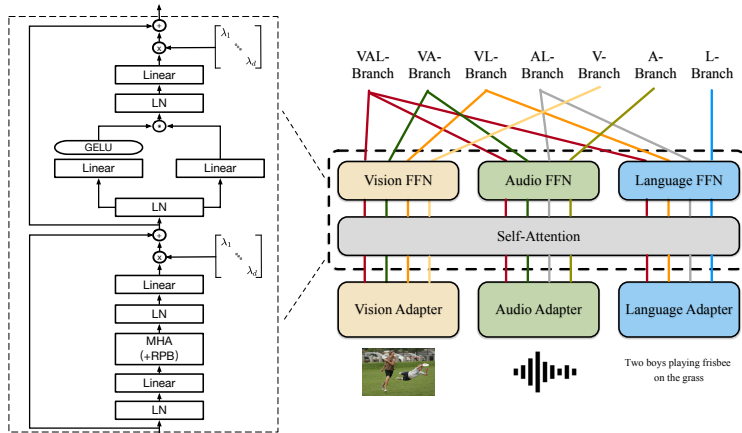 +
x
λ1
...
λd
Linear
LN
*
GELU
Linear
Linear
LN
+
x
λ1
...
λd
Linear
LN
MHA
(+RPB)
Linear
LN
VAL-
Branch
VA-
Branch
VL-
Branch
AL-
Branch
V-
Branch
A-
Branch
L-
Branch
Vision FFN
Audio FFN
Language FFN
Self-Attention
Vision Adapter
Audio Adapter
Language Adapter
Two boys playing frisbee
on the grass